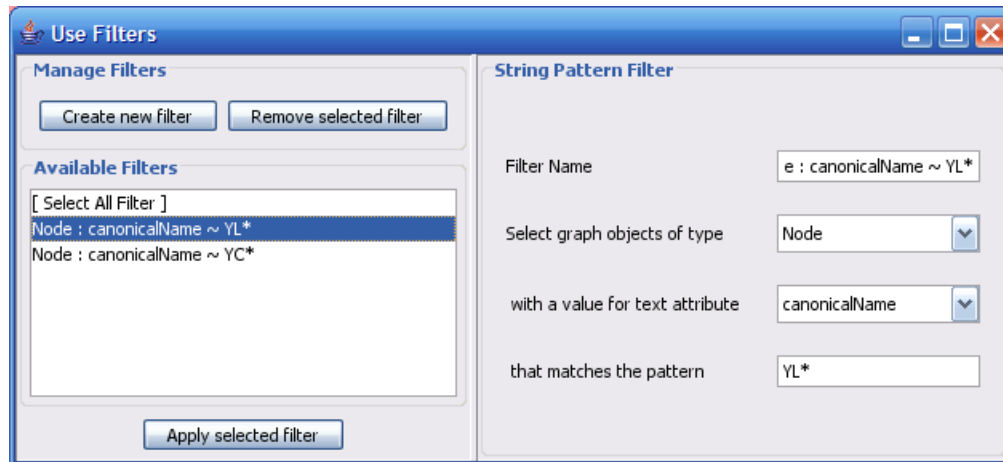 Use Filters
Manage Filters
Create new filter
Remove selected filter
Available Filters
[ Select All Filter ]
Node : canonicalName ~ YL*
Node : canonicalName ~ YC*
Apply selected filter
String Pattern Filter
Filter Name
e : canonicalName ~ YL*
Select graph objects of type
Node
with a value for text attribute
canonicalName
that matches the pattern
YL*